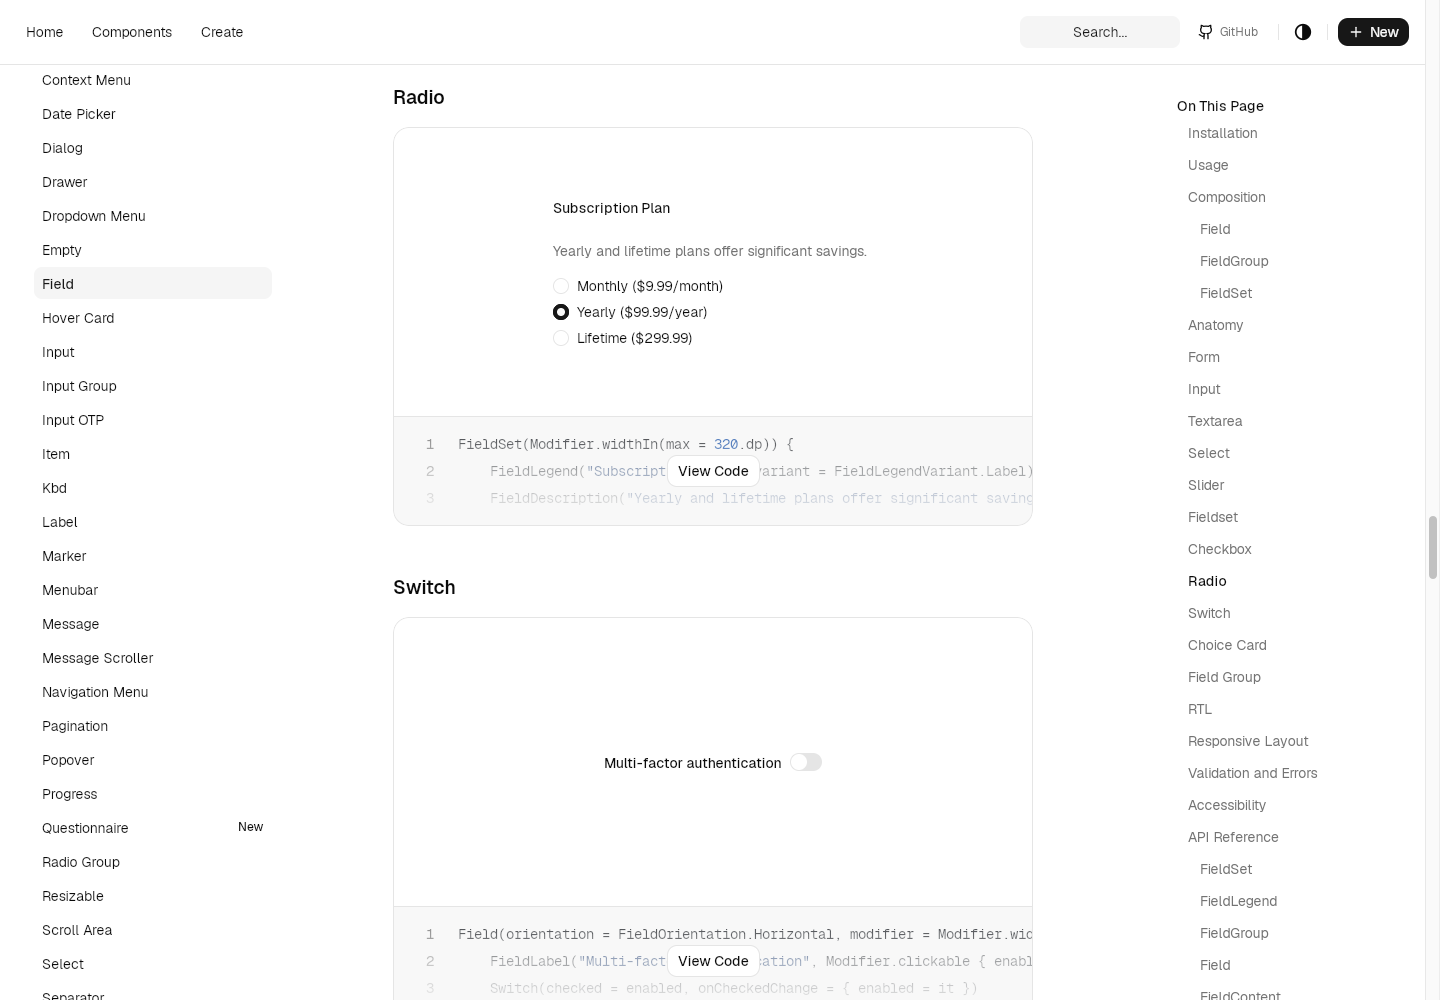 Home
Components
Create
Search...
GitHub
New
Context Menu
Date Picker
Dialog
Drawer
Dropdown Menu
Empty
Field
Hover Card
Input
Input Group
Input OTP
Item
Kbd
Label
Marker
Menubar
Message
Message Scroller
Navigation Menu
Pagination
Popover
Progress
Questionnaire New
Radio Group
Resizable
Scroll Area
Select
Separator
Radio
Subscription Plan
Yearly and lifetime plans offer significant savings.
Monthly ($9.99/month)
Yearly ($99.99/year)
Lifetime ($299.99)
1 FieldSet(Modifier.widthIn(max = 320.dp)) {
2 FieldLegend("Subscript variant = FieldLegendVariant.Label)
3 FieldDescription("Yearly and lifetime plans offer significant saving
View Code
Switch
Multi-factor authentication
1 Field(orientation = FieldOrientation.Horizontal, modifier = Modifier.wid
2 FieldLabel("Multi-fact cation", Modifier.clickable { enabl
3 Switch(checked = enabled, onCheckedChange = { enabled = it })
View Code
On This Page
Installation
Usage
Composition
Field
FieldGroup
FieldSet
Anatomy
Form
Input
Textarea
Select
Slider
Fieldset
Checkbox
Radio
Switch
Choice Card
Field Group
RTL
Responsive Layout
Validation and Errors
Accessibility
API Reference
FieldSet
FieldLegend
FieldGroup
Field
FieldContent